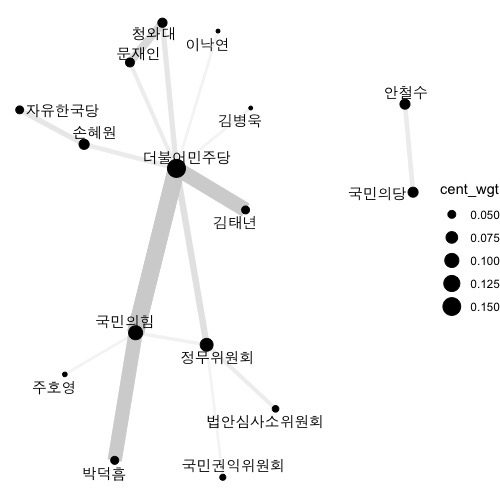 청와대
이낙연
문재인
안철수
자유한국당
김병욱
손혜원
더불어민주당
국민의당
cent_wgt
0.050
김태년
0.075
0.100
0.125
0.150
국민의힘
정무위원회
주호영
법안심사소위원회
박덕흠
국민권익위원회